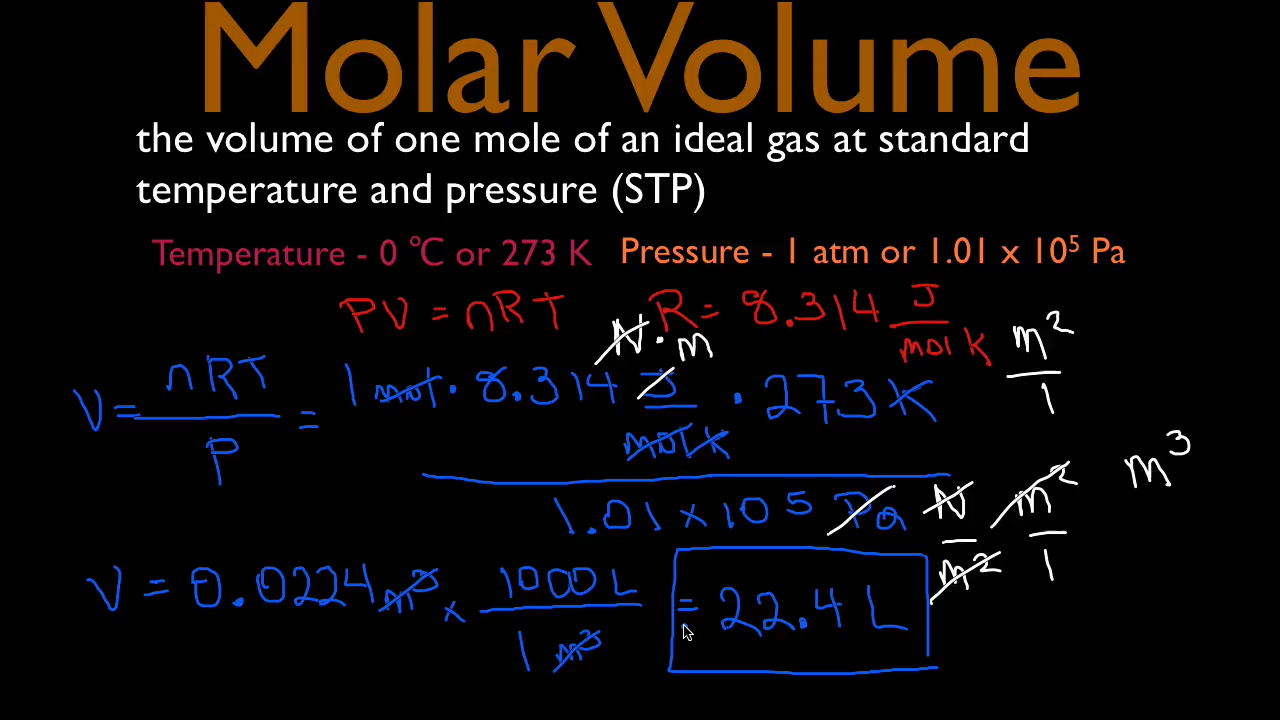 Molar Volume
the volume of one mole of an ideal gas at standard
temperature and pressure (STP)
Temperature - 0 °C or 273 K Pressure - 1 atm or 1.01 x 10⁵ Pa
PV = nRT R = 8.314 J/mol K
V = nRT/P = 1 mol · 8.314 J/mol K · 273 K
N · m m²/1
1.01 x 10⁵ Pa N/m² m²/1 m³
V = 0.0224 m³ x 1000 L/1 m³ = 22.4 L